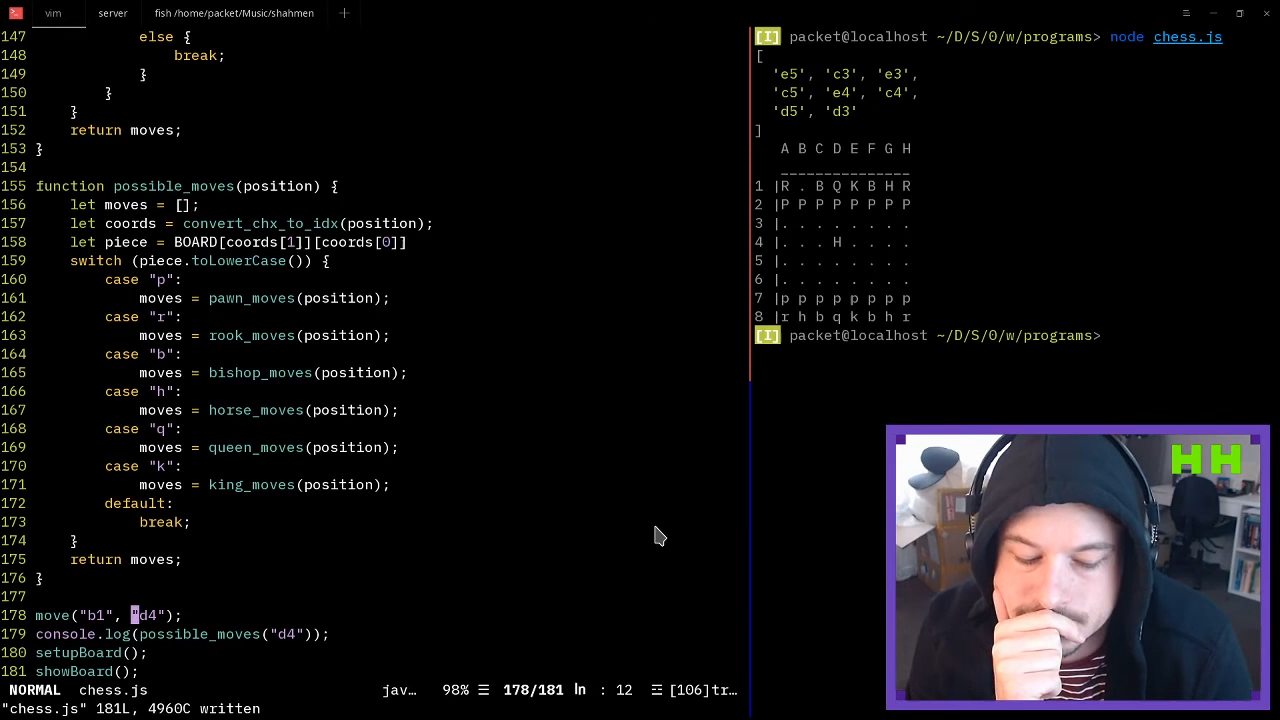 vim server fish /home/packet/Music/shahmen
147 else {
148 break;
149 }
150 }
151 }
152 return moves;
153 }
154
155 function possible_moves(position) {
156 let moves = [];
157 let coords = convert_chx_to_idx(position);
158 let piece = BOARD[coords[1]][coords[0]]
159 switch (piece.toLowerCase()) {
160 case "p":
161 moves = pawn_moves(position);
162 case "r":
163 moves = rook_moves(position);
164 case "b":
165 moves = bishop_moves(position);
166 case "h":
167 moves = horse_moves(position);
168 case "q":
169 moves = queen_moves(position);
170 case "k":
171 moves = king_moves(position);
172 default:
173 break;
174 }
175 return moves;
176 }
177
178 move("b1", "d4");
179 console.log(possible_moves("d4"));
180 setupBoard();
181 showBoard();
NORMAL chess.js jav… 98% ☰ 178/181 ln : 12 ☲ [106]tr…
"chess.js" 181L, 4960C written
[I] packet@localhost ~/D/S/0/w/programs> node chess.js
[
'e5', 'c3', 'e3',
'c5', 'e4', 'c4',
'd5', 'd3'
]
A B C D E F G H
_______________
1 |R . B Q K B H R
2 |P P P P P P P P
3 |. . . . . . . .
4 |. . . H . . . .
5 |. . . . . . . .
6 |. . . . . . . .
7 |p p p p p p p p
8 |r h b q k b h r
[I] packet@localhost ~/D/S/0/w/programs>
HH